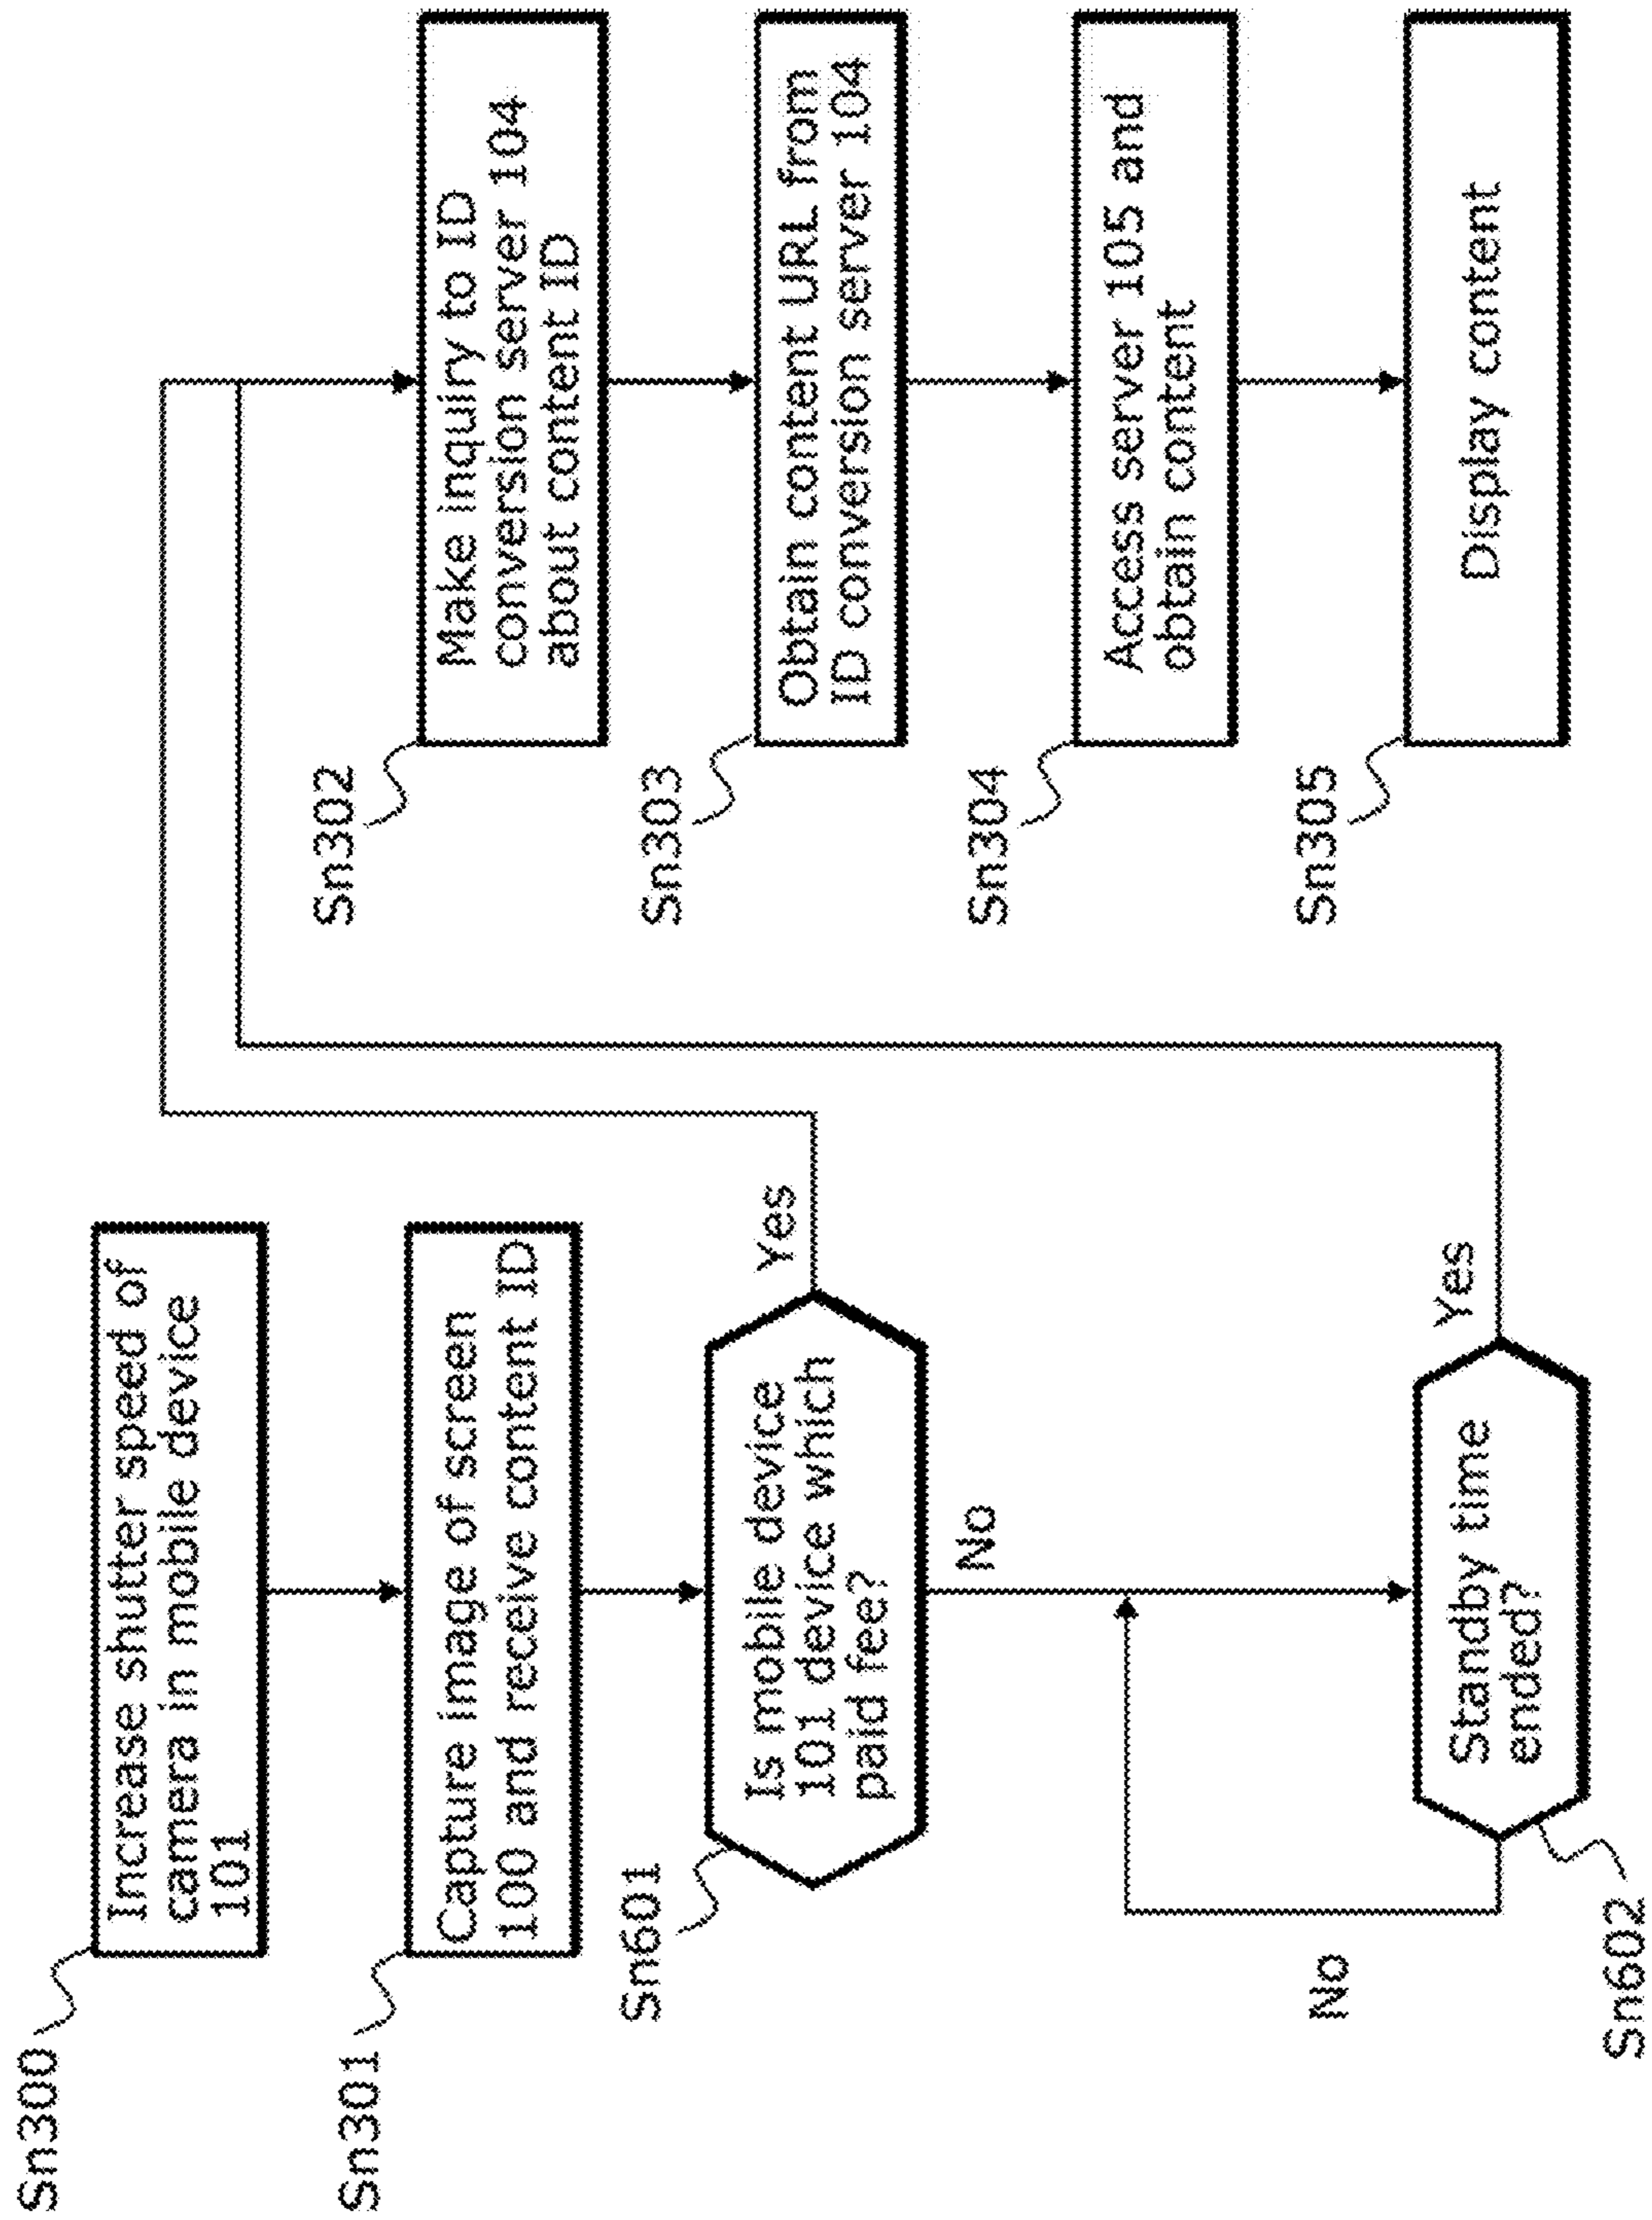 Sn300
Increase shutter speed of
camera in mobile device
101
Sn301
Capture image of screen
100 and receive content ID
Sn601
Is mobile device
101 device which
paid fee?
Yes
No
Standby time
ended?
Yes
No
Sn602
Sn302
Make inquiry to ID
conversion server 104
about content ID
Sn303
Obtain content URL from
ID conversion server 104
Sn304
Access server 105 and
obtain content
Sn305
Display content